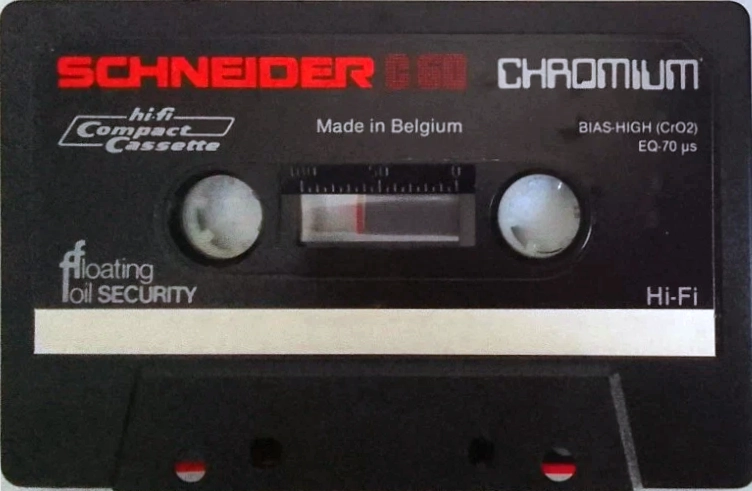 SCHNEIDER C 60 CHROMIUM
hi-fi
Compact
Cassette
Made in Belgium
BIAS-HIGH (CrO2)
EQ-70 µs
100 50 0
floating
foil SECURITY
Hi-Fi